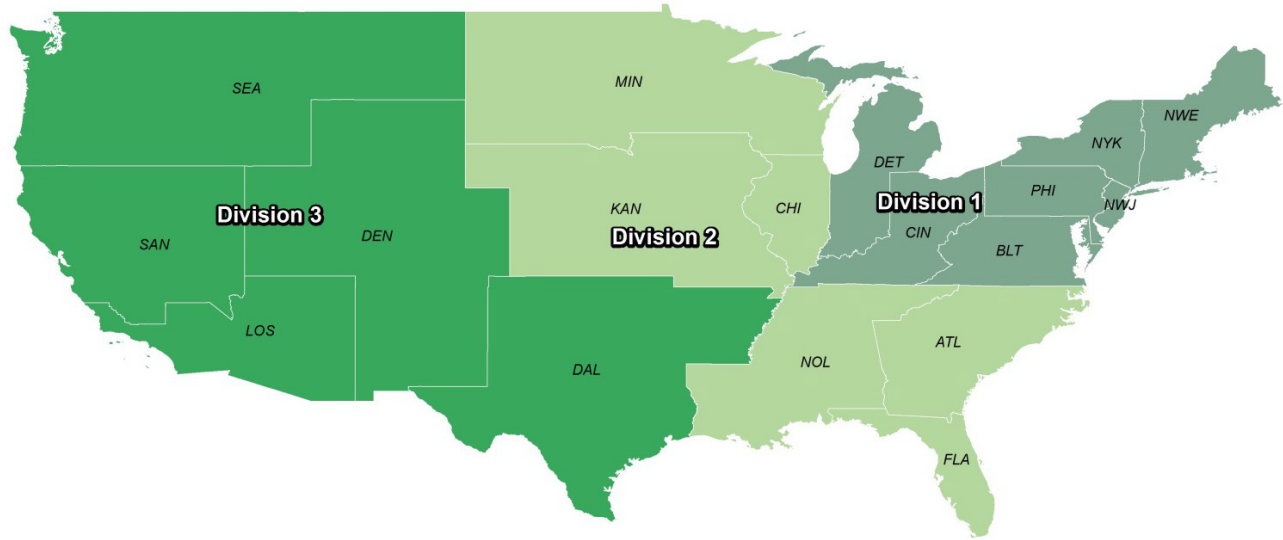 SEA
MIN
NWE
NYK
DET
PHI
NWJ
KAN
CHI
Division 1
Division 3
DEN
Division 2
CIN
SAN
BLT
LOS
ATL
NOL
DAL
FLA